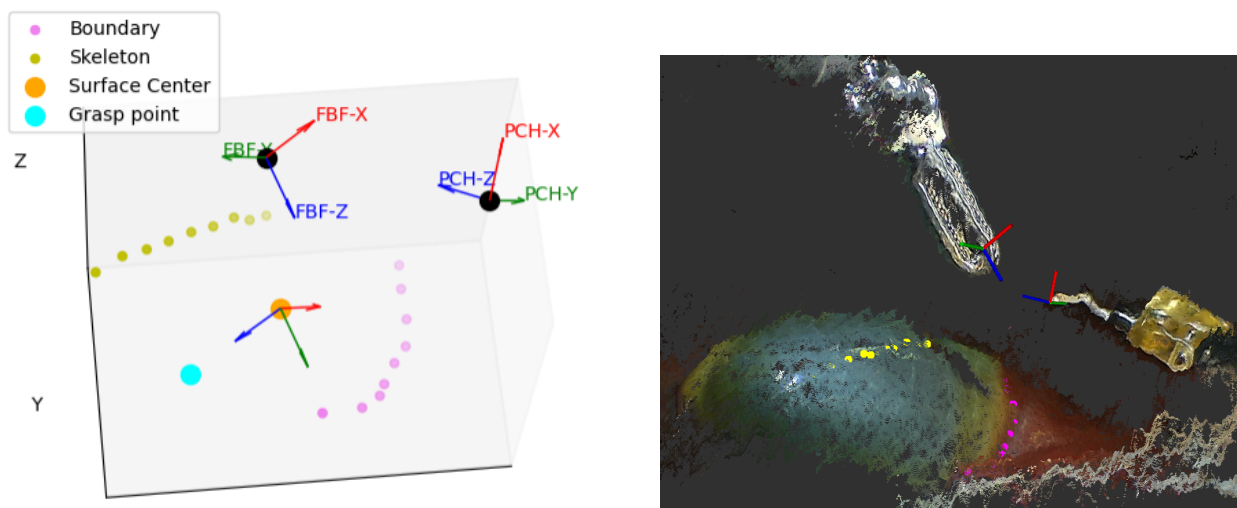 Boundary
Skeleton
Surface Center
Grasp point
FBF-X
FBF-Y
FBF-Z
PCH-X
PCH-Z
PCH-Y
Z
Y